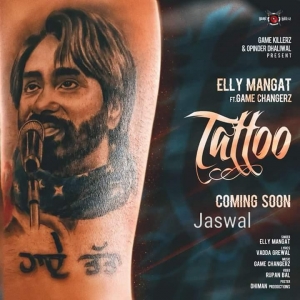 GAME KILLERZ
& OPINDER DHALIWAL
PRESENT
ELLY MANGAT
FT.GAME CHANGERZ
Tattoo
COMING SOON
Jaswal
ਹਾਏ ਤੱਤ
SINGER
ELLY MANGAT
LYRICS
VADDA GREWAL
MUSIC
GAME CHANGERZ
VIDEO
RUPAN BAL
POSTER
DHIMAN PRODUCTIONS